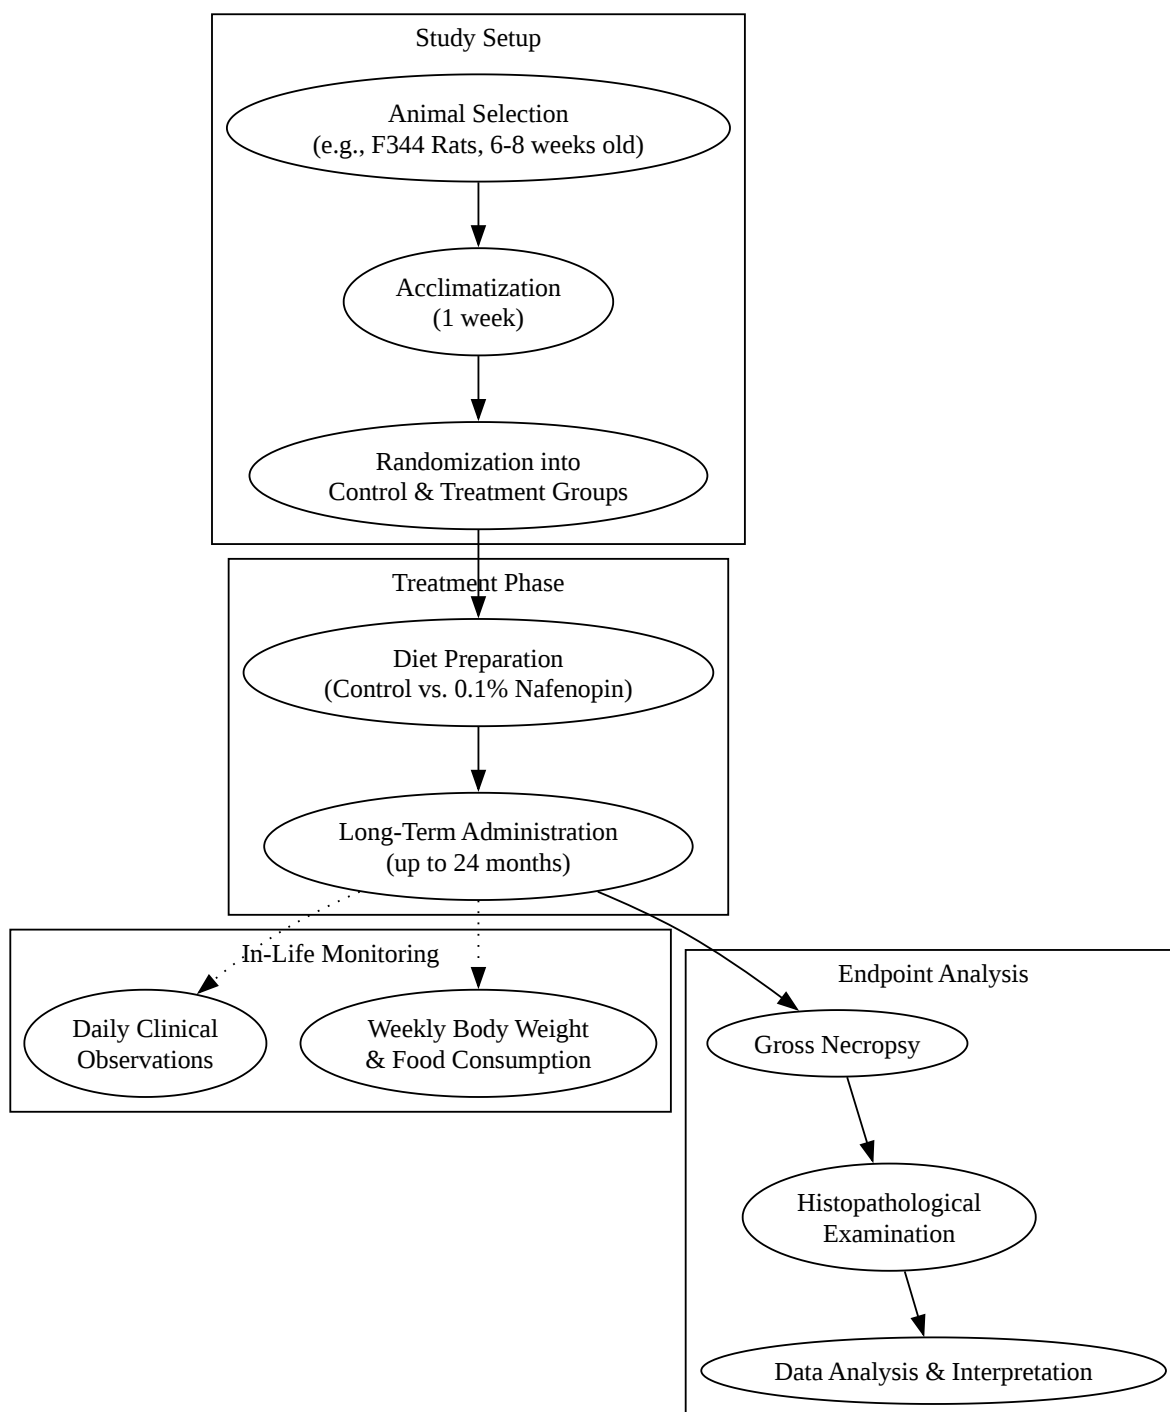 Study Setup
Animal Selection
(e.g., F344 Rats, 6-8 weeks old)
Acclimatization
(1 week)
Randomization into
Control & Treatment Groups
Treatment Phase
Diet Preparation
(Control vs. 0.1% Nafenopin)
Long-Term Administration
(up to 24 months)
In-Life Monitoring
Daily Clinical
Observations
Weekly Body Weight
& Food Consumption
Endpoint Analysis
Gross Necropsy
Histopathological
Examination
Data Analysis & Interpretation